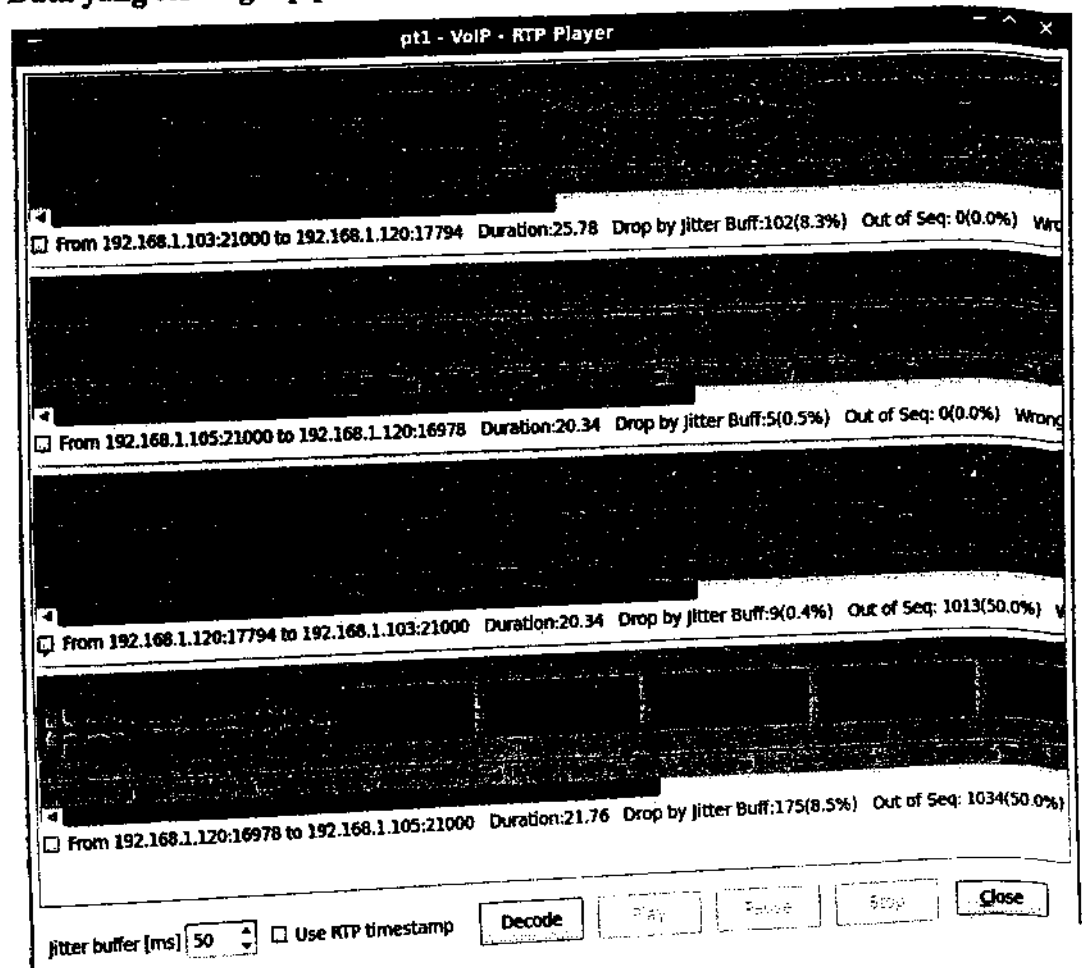 pt1 - VoIP - RTP Player
From 192.168.1.103:21000 to 192.168.1.120:17794 Duration:25.78 Drop by Jitter Buff:102(8.3%) Out of Seq: 0(0.0%)
From 192.168.1.105:21000 to 192.168.1.120:16978 Duration:20.34 Drop by Jitter Buff:5(0.5%) Out of Seq: 0(0.0%) Wrong
From 192.168.1.120:17794 to 192.168.1.103:21000 Duration:20.34 Drop by Jitter Buff:9(0.4%) Out of Seq: 1013(50.0%)
From 192.168.1.120:16978 to 192.168.1.105:21000 Duration:21.76 Drop by Jitter Buff:175(8.5%) Out of Seq: 1034(50.0%)
Jitter buffer [ms] 50 Use RTP timestamp Decode Play Pause Stop Close